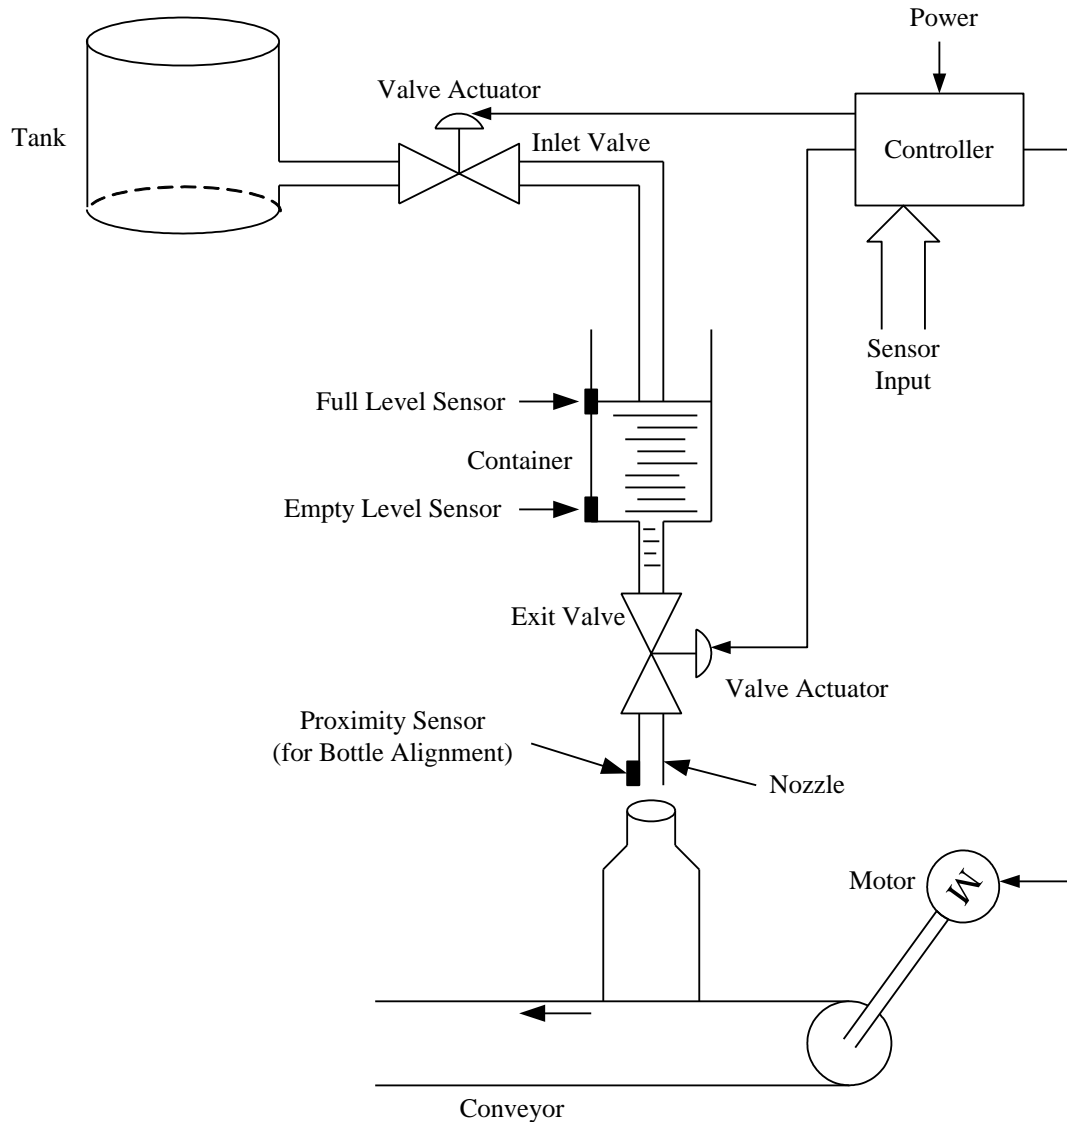 Power
Valve Actuator
Tank
Inlet Valve
Controller
Sensor
Input
Full Level Sensor
Container
Empty Level Sensor
Exit Valve
Valve Actuator
Proximity Sensor
(for Bottle Alignment)
Nozzle
Motor
M
Conveyor